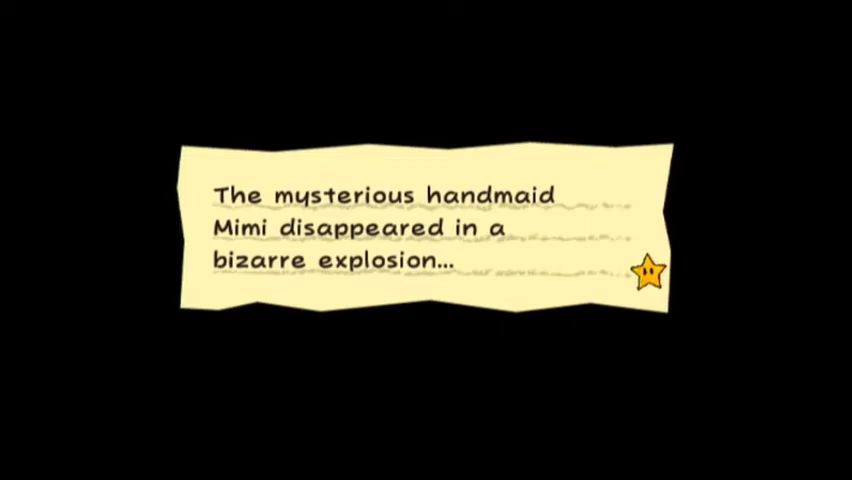 The mysterious handmaid
Mimi disappeared in a
bizarre explosion...